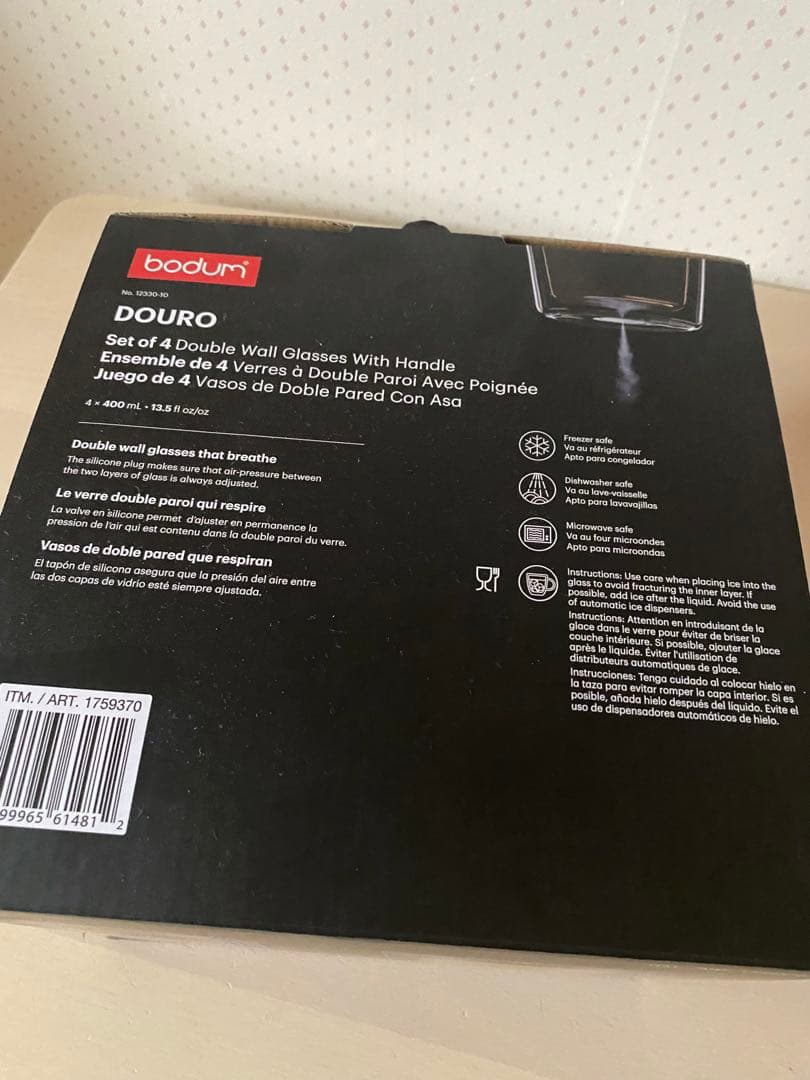 bodum®
No. 12330-10
DOURO
Set of 4 Double Wall Glasses With Handle
Ensemble de 4 Verres à Double Paroi Avec Poignée
Juego de 4 Vasos de Doble Pared Con Asa
4 × 400 mL • 13.5 fl oz/oz
Double wall glasses that breathe
The silicone plug makes sure that air-pressure between
the two layers of glass is always adjusted.
Le verre double paroi qui respire
La valve en silicone permet d'ajuster en permanence la
pression de l'air qui est contenu dans la double paroi du verre.
Vasos de doble pared que respiran
El tapón de silicona asegura que la presión del aire entre
las dos capas de vidrio esté siempre ajustada.
Freezer safe
Va au réfrigérateur
Apto para congelador
Dishwasher safe
Va au lave-vaisselle
Apto para lavavajillas
Microwave safe
Va au four microondes
Apto para microondas
Instructions: Use care when placing ice into the
glass to avoid fracturing the inner layer. If
possible, add ice after the liquid. Avoid the use
of automatic ice dispensers.
Instructions: Attention en introduisant de la
glace dans le verre pour éviter de briser la
couche intérieure. Si possible, ajouter la glace
après le liquide. Éviter l'utilisation de
distributeurs automatiques de glace.
Instrucciones: Tenga cuidado al colocar hielo en
la taza para evitar romper la capa interior. Si es
posible, añada hielo después del líquido. Evite el
uso de dispensadores automáticos de hielo.
ITM. / ART. 1759370
99965 61481 2